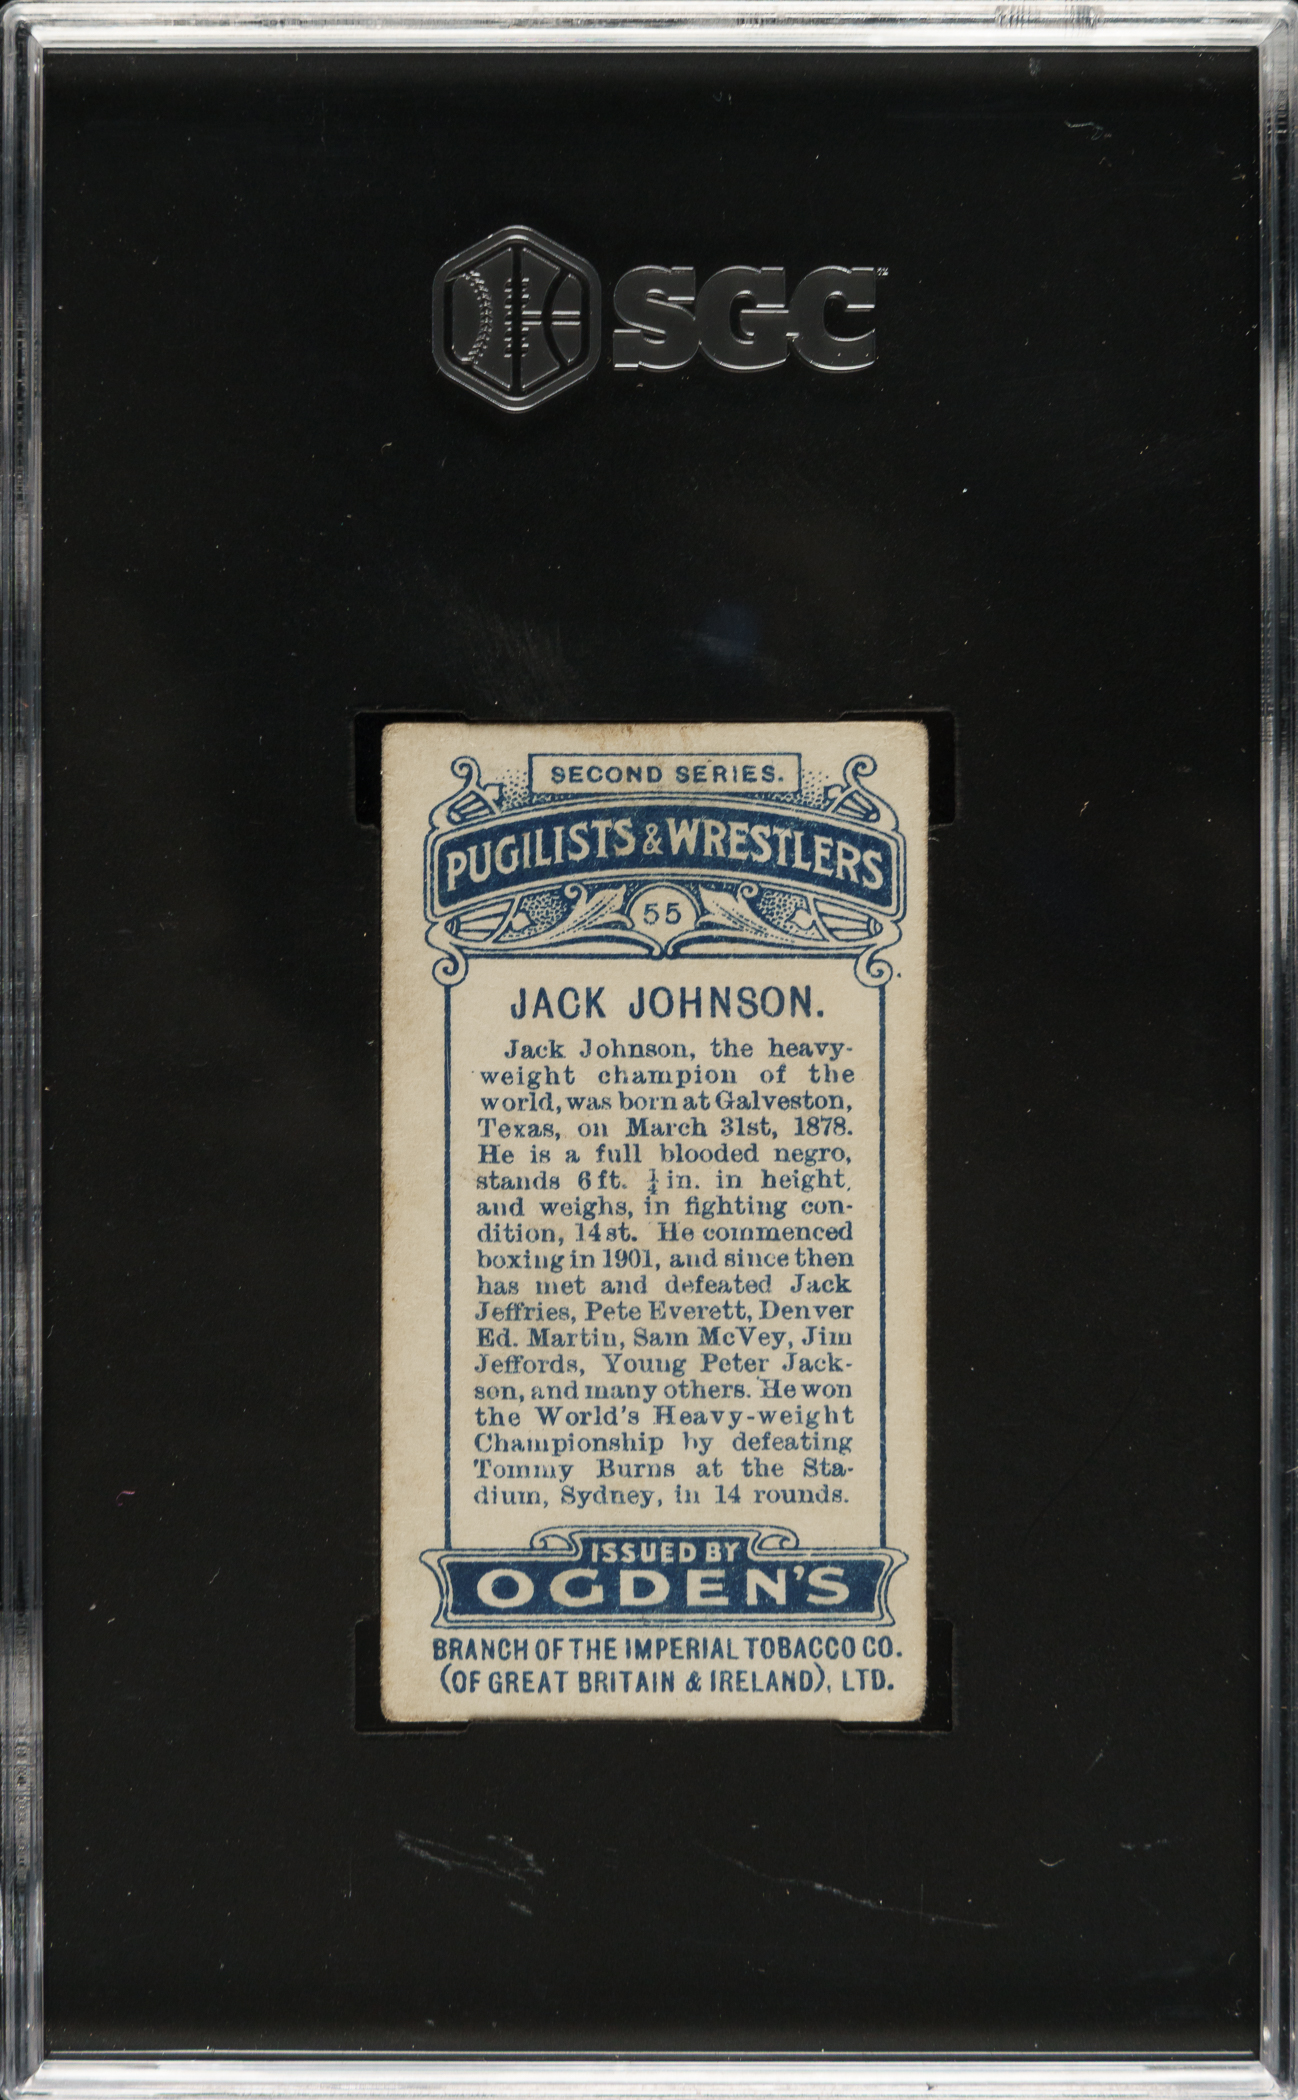 SGC™
SECOND SERIES.
PUGILISTS & WRESTLERS
55
JACK JOHNSON.
Jack Johnson, the heavy-
weight champion of the
world, was born at Galveston,
Texas, on March 31st, 1878.
He is a full blooded negro,
stands 6 ft. ¼ in. in height,
and weighs, in fighting con-
dition, 14 st. He commenced
boxing in 1901, and since then
has met and defeated Jack
Jeffries, Pete Everett, Denver
Ed. Martin, Sam McVey, Jim
Jeffords, Young Peter Jack-
son, and many others. He won
the World's Heavy-weight
Championship by defeating
Tommy Burns at the Sta-
dium, Sydney, in 14 rounds.
ISSUED BY
OGDEN'S
BRANCH OF THE IMPERIAL TOBACCO CO.
(OF GREAT BRITAIN & IRELAND), LTD.